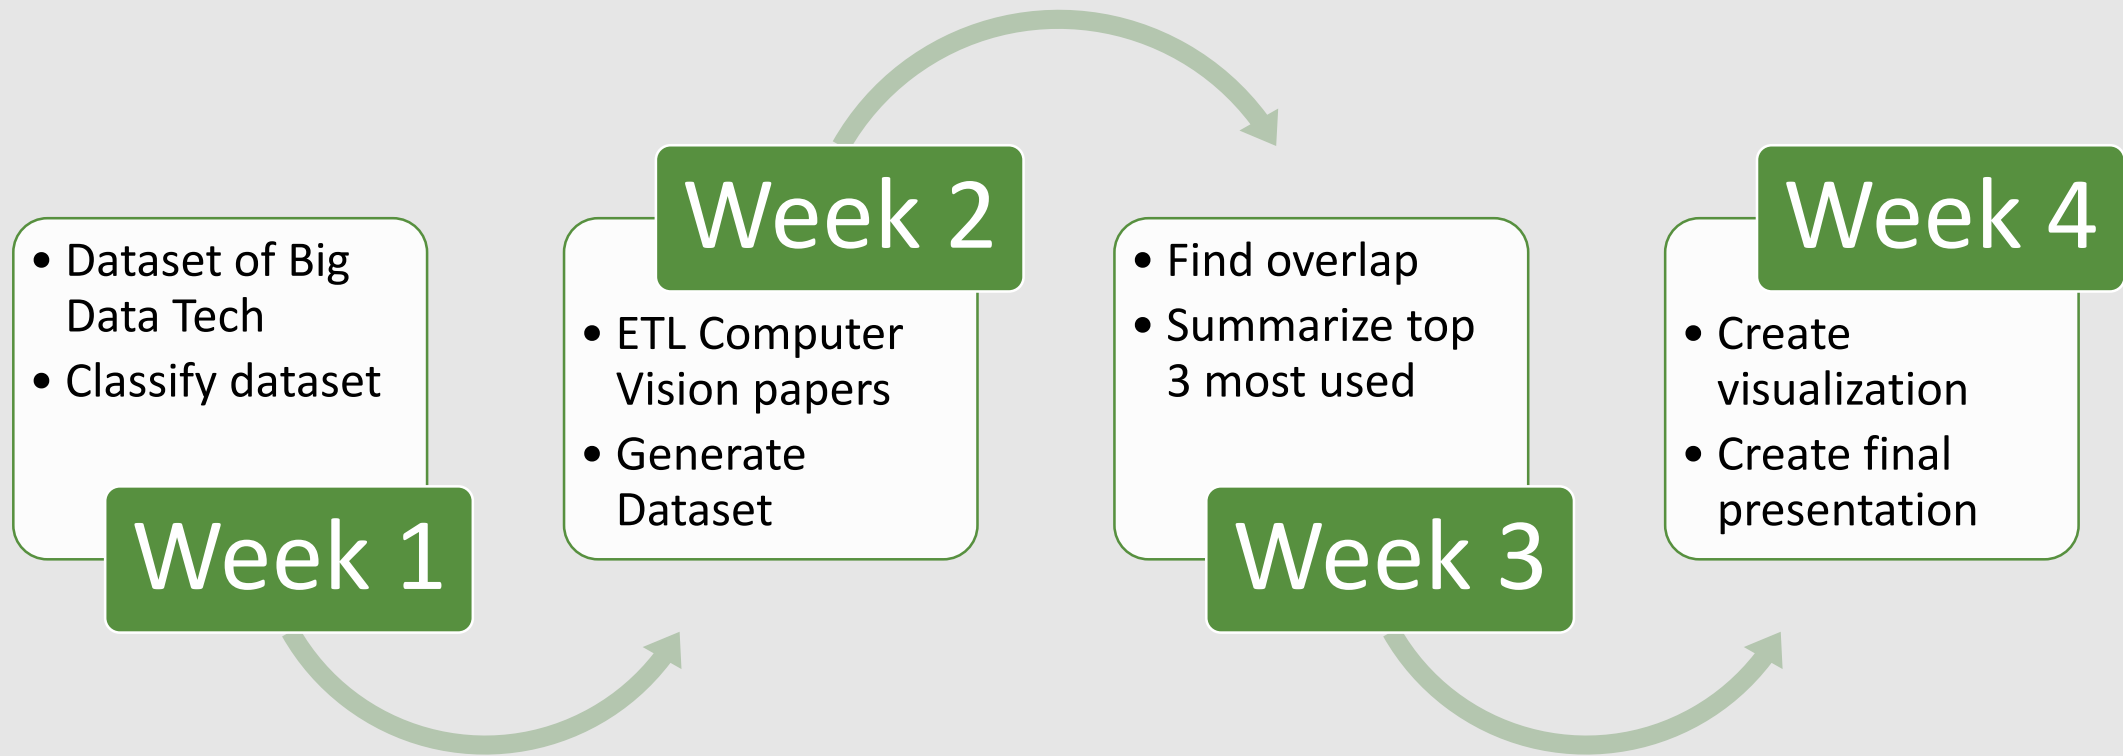 • Dataset of Big
Data Tech
• Classify dataset
Week 1
Week 2
• ETL Computer
Vision papers
• Generate
Dataset
• Find overlap
• Summarize top
3 most used
Week 3
Week 4
• Create
visualization
• Create final
presentation